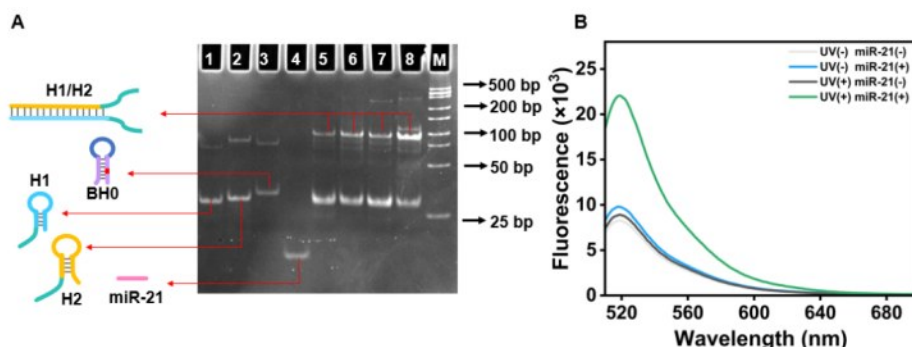 A
1 2 3 4 5 6 7 8 M
H1/H2
BH0
H1
H2
miR-21
500 bp
200 bp
100 bp
50 bp
25 bp
B
UV(-) miR-21(-)
UV(-) miR-21(+)
UV(+) miR-21(-)
UV(+) miR-21(+)
Fluorescence (×10³)
25
20
15
10
5
0
520 560 600 640 680
Wavelength (nm)